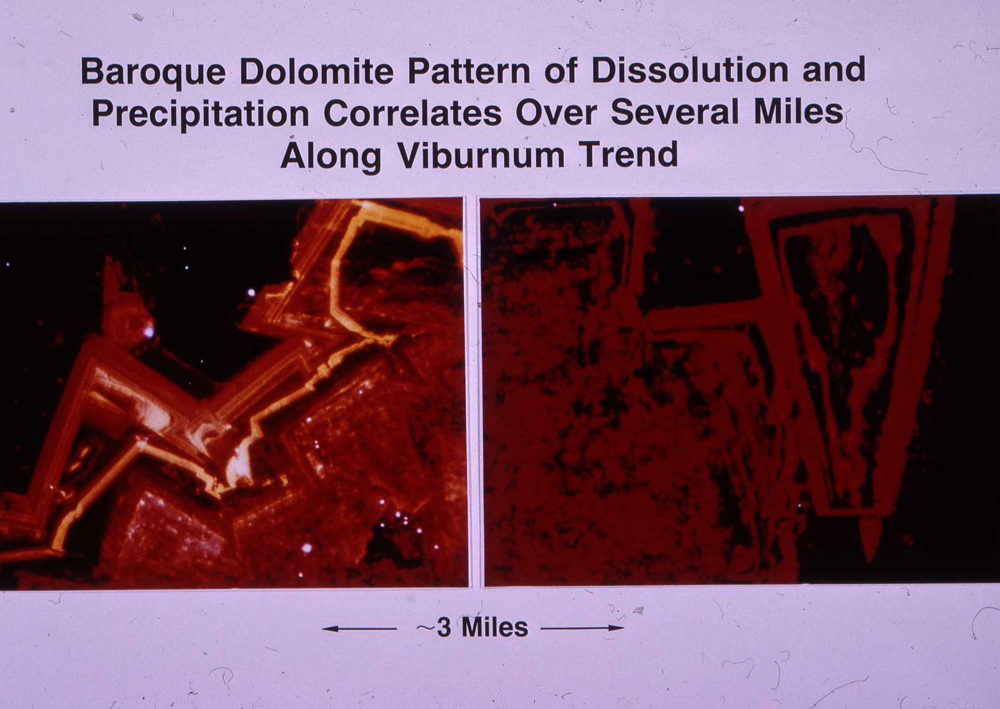 Baroque Dolomite Pattern of Dissolution and
Precipitation Correlates Over Several Miles
Along Viburnum Trend
~3 Miles